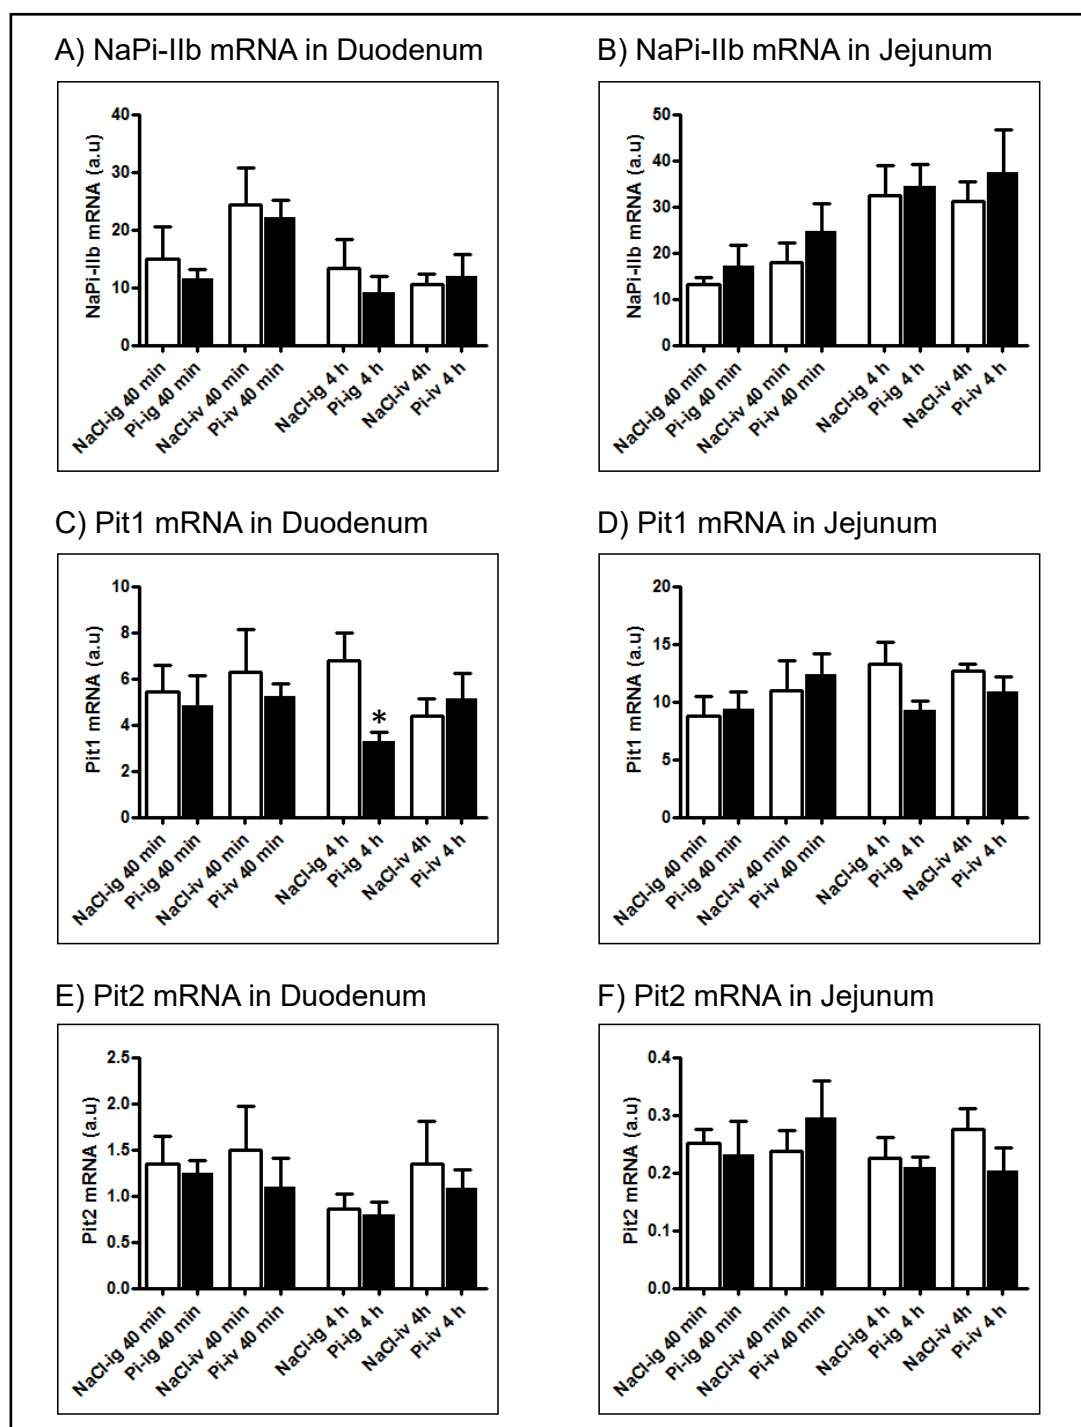 A) NaPi-IIb mRNA in Duodenum
NaPi-IIb mRNA (a.u)
40
30
20
10
0
NaCl-ig 40 min
Pi-ig 40 min
NaCl-iv 40 min
Pi-iv 40 min
NaCl-ig 4 h
Pi-ig 4 h
NaCl-iv 4h
Pi-iv 4 h
B) NaPi-IIb mRNA in Jejunum
NaPi-IIb mRNA (a.u)
50
40
30
20
10
0
NaCl-ig 40 min
Pi-ig 40 min
NaCl-iv 40 min
Pi-iv 40 min
NaCl-ig 4 h
Pi-ig 4 h
NaCl-iv 4h
Pi-iv 4 h
C) Pit1 mRNA in Duodenum
Pit1 mRNA (a.u)
10
8
6
4
2
0
*
NaCl-ig 40 min
Pi-ig 40 min
NaCl-iv 40 min
Pi-iv 40 min
NaCl-ig 4 h
Pi-ig 4 h
NaCl-iv 4h
Pi-iv 4 h
D) Pit1 mRNA in Jejunum
Pit1 mRNA (a.u)
20
15
10
5
0
NaCl-ig 40 min
Pi-ig 40 min
NaCl-iv 40 min
Pi-iv 40 min
NaCl-ig 4 h
Pi-ig 4 h
NaCl-iv 4h
Pi-iv 4 h
E) Pit2 mRNA in Duodenum
Pit2 mRNA (a.u)
2.5
2.0
1.5
1.0
0.5
0.0
NaCl-ig 40 min
Pi-ig 40 min
NaCl-iv 40 min
Pi-iv 40 min
NaCl-ig 4 h
Pi-ig 4 h
NaCl-iv 4h
Pi-iv 4 h
F) Pit2 mRNA in Jejunum
Pit2 mRNA (a.u)
0.4
0.3
0.2
0.1
0.0
NaCl-ig 40 min
Pi-ig 40 min
NaCl-iv 40 min
Pi-iv 40 min
NaCl-ig 4 h
Pi-ig 4 h
NaCl-iv 4h
Pi-iv 4 h